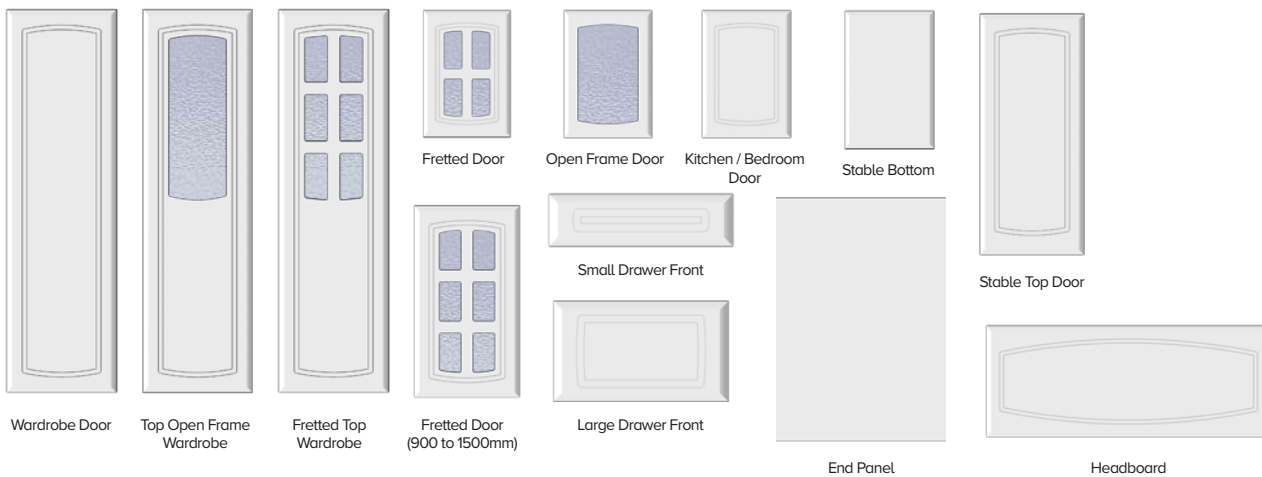 Fretted Door
Open Frame Door
Kitchen / Bedroom
Door
Stable Bottom
Small Drawer Front
Stable Top Door
Wardrobe Door
Top Open Frame
Wardrobe
Fretted Top
Wardrobe
Fretted Door
(900 to 1500mm)
Large Drawer Front
End Panel
Headboard